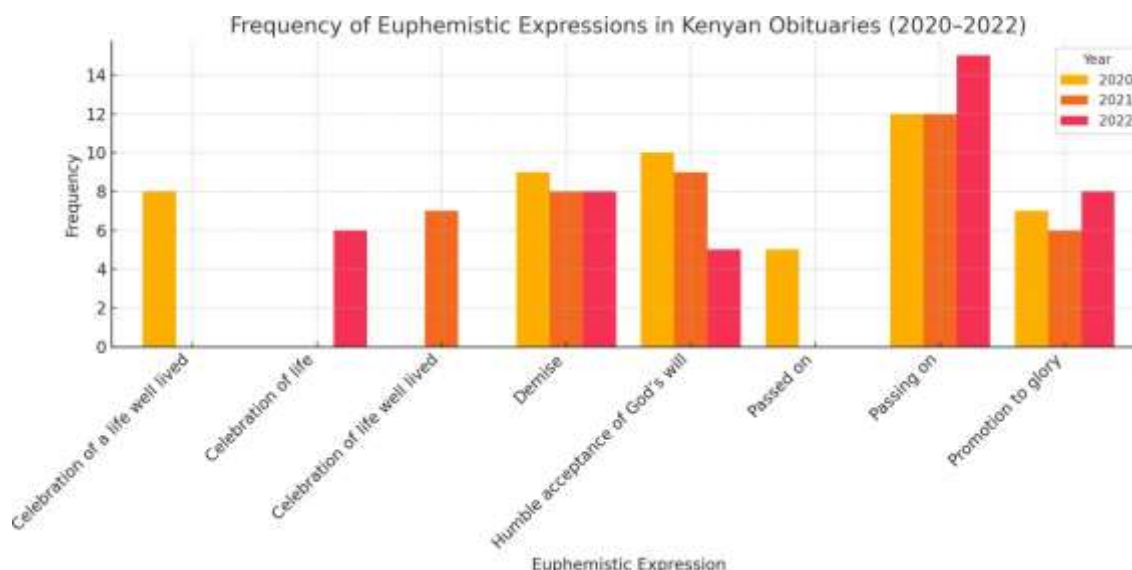 Frequency of Euphemistic Expressions in Kenyan Obituaries (2020–2022)
Year
2020
2021
2022
Frequency
14
12
10
8
6
4
2
0
Celebration of a life well lived
Celebration of life
Celebration of life well lived
Demise
Humble acceptance of God's will
Passed on
Passing on
Promotion to glory
Euphemistic Expression